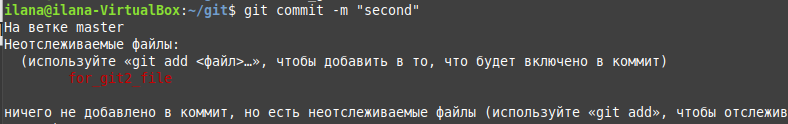 ilana@ilana-VirtualBox:~/git$ git commit -m "second"
На ветке master
Неотслеживаемые файлы:
(используйте «git add <файл>…», чтобы добавить в то, что будет включено в коммит)
for_git2_file
ничего не добавлено в коммит, но есть неотслеживаемые файлы (используйте «git add», чтобы отслежив